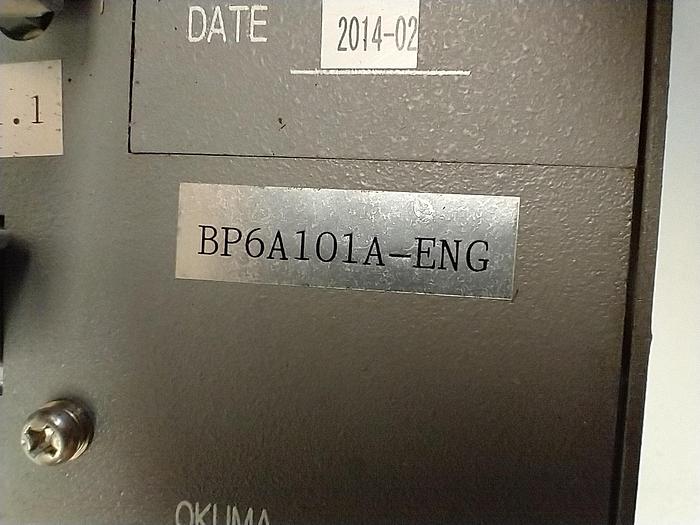 DATE 2014-02
.1
BP6A101A-ENG
OKUMA